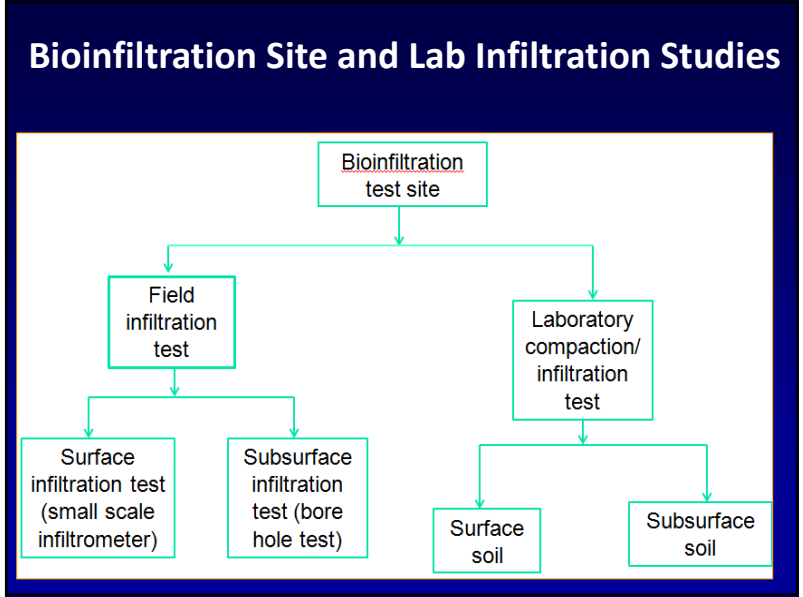 Bioinfiltration Site and Lab Infiltration Studies
Bioinfiltration
test site
Field
infiltration
test
Laboratory
compaction/
infiltration
test
Surface
infiltration test
(small scale
infiltrometer)
Subsurface
infiltration
test (bore
hole test)
Surface
soil
Subsurface
soil